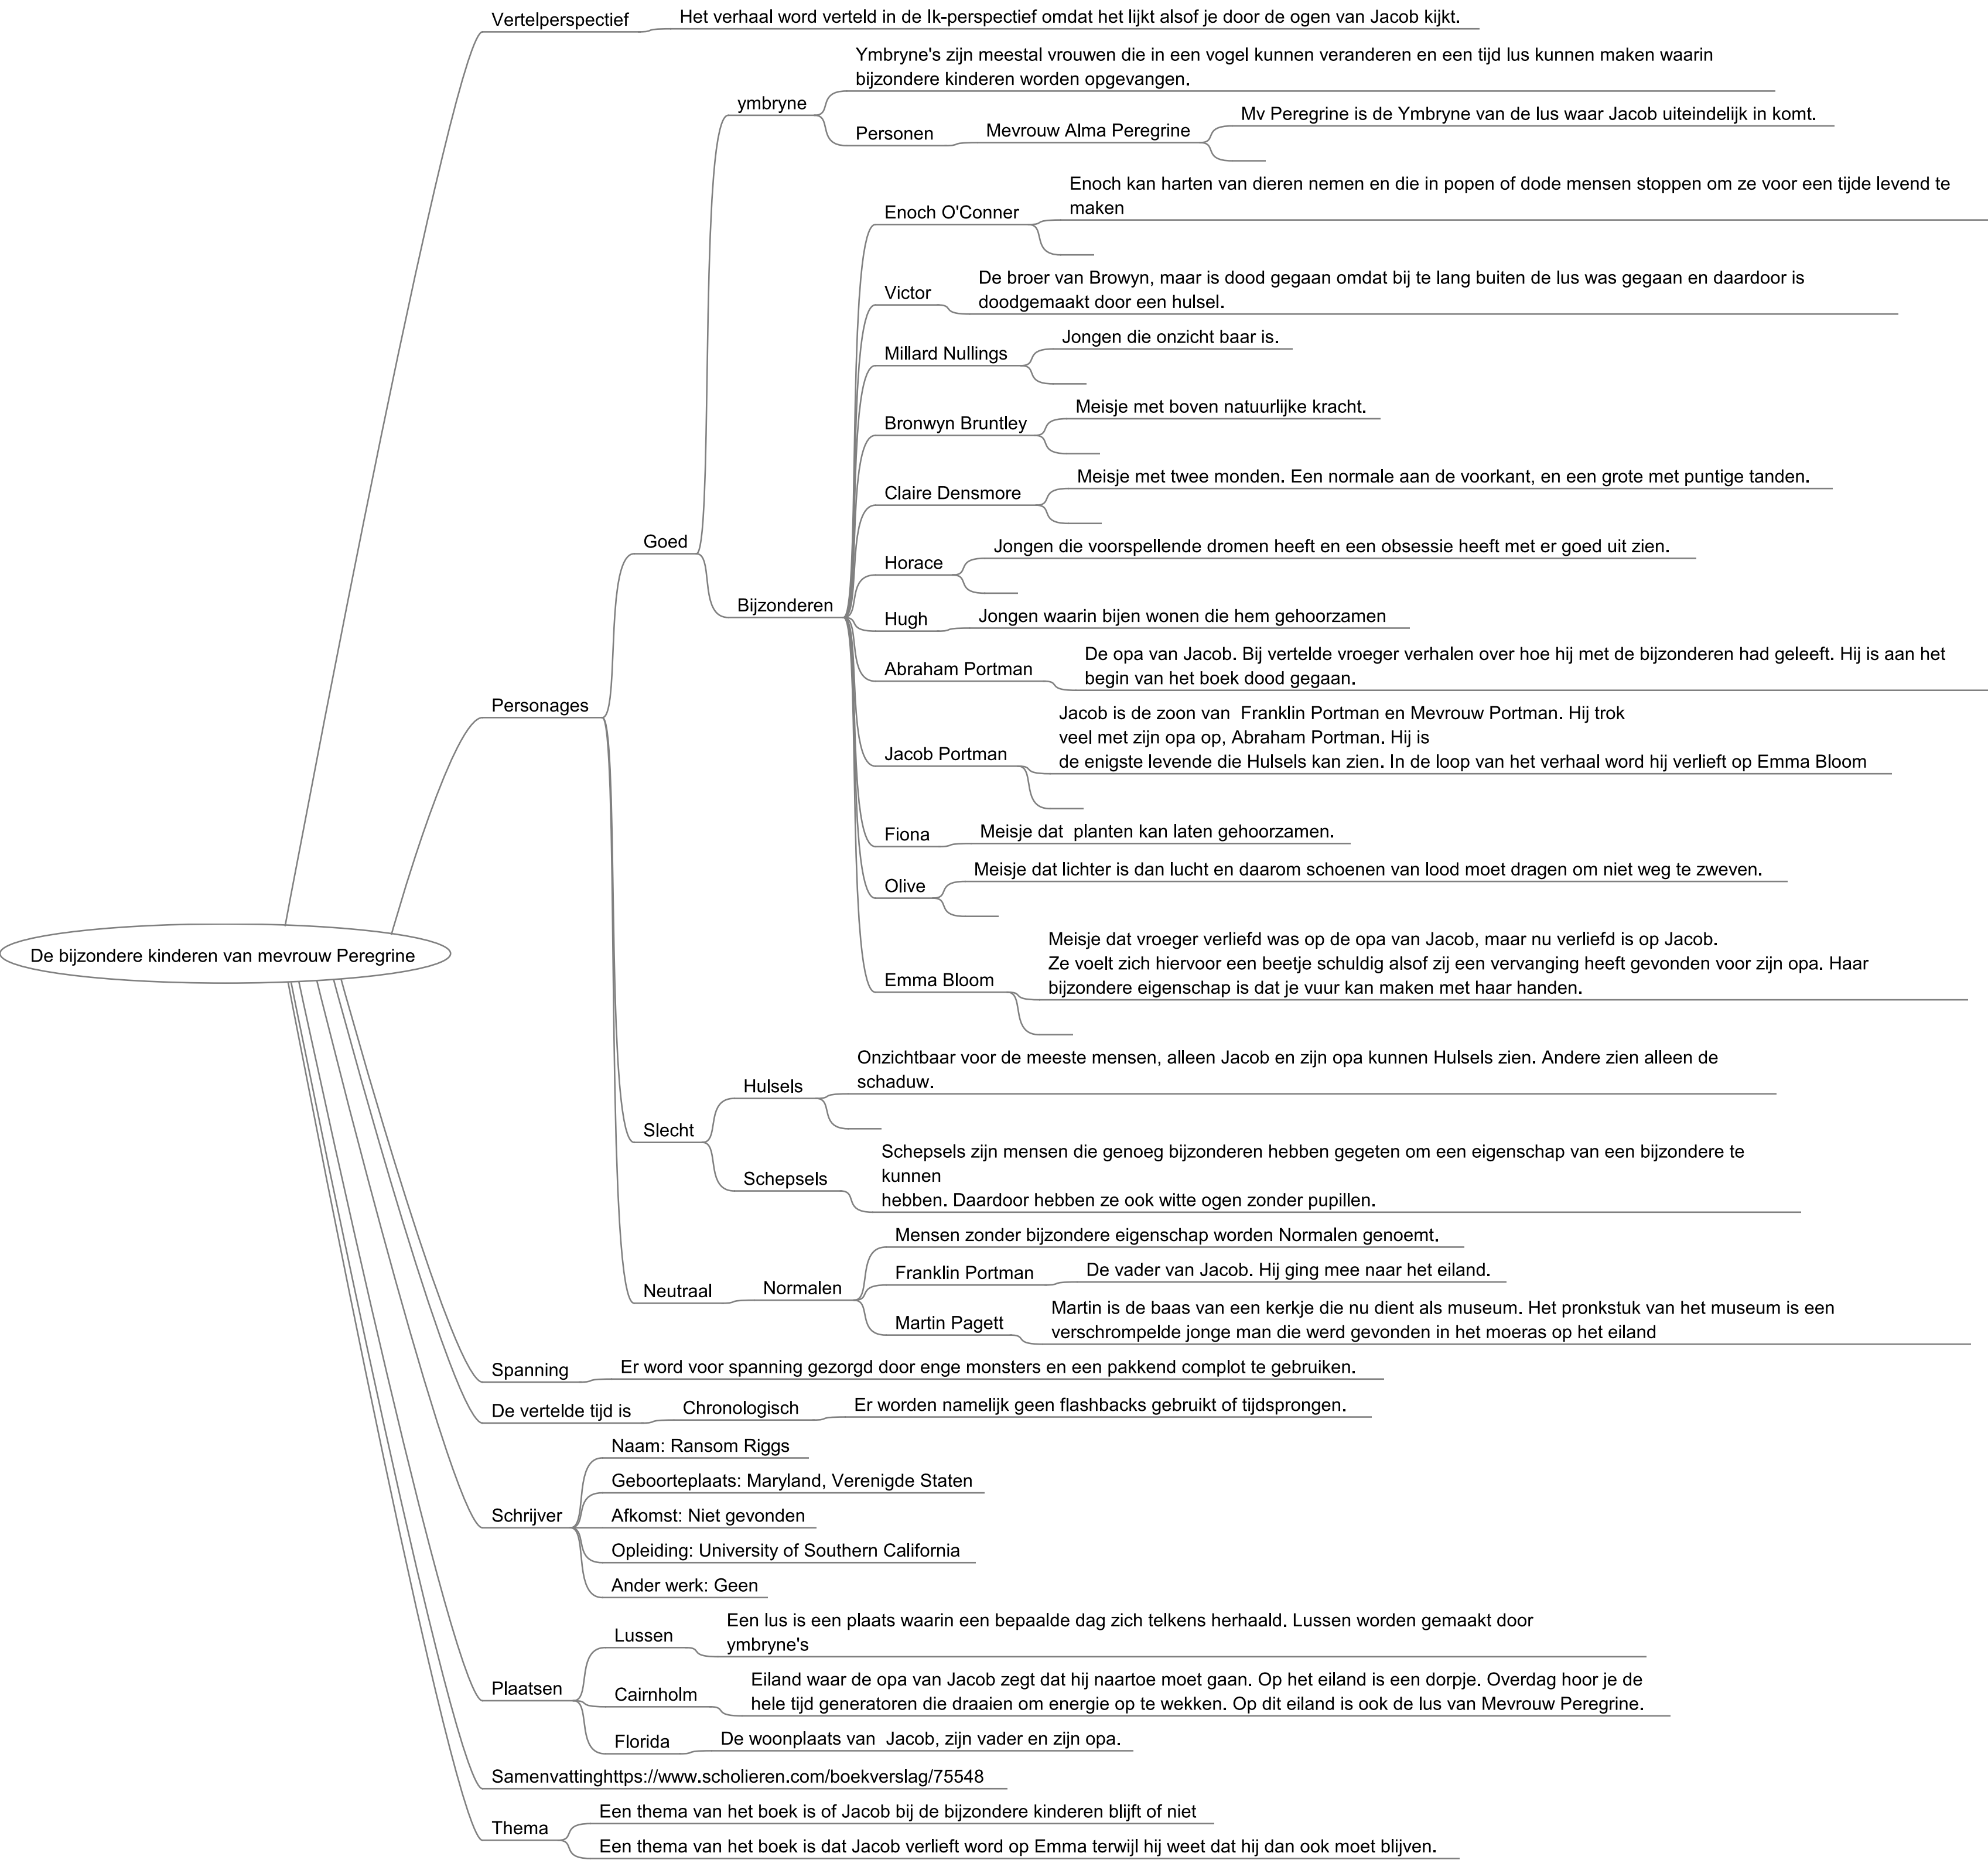 Vertelperspectief
Het verhaal word verteld in de Ik-perspectief omdat het lijkt alsof je door de ogen van Jacob kijkt.
Ymbryne's zijn meestal vrouwen die in een vogel kunnen veranderen en een tijd lus kunnen maken waarin
bijzondere kinderen worden opgevangen.
ymbryne
Personen
Mevrouw Alma Peregrine
Mv Peregrine is de Ymbryne van de lus waar Jacob uiteindelijk in komt.
Enoch kan harten van dieren nemen en die in popen of dode mensen stoppen om ze voor een tijde levend te
maken
Enoch O'Conner
De broer van Browyn, maar is dood gegaan omdat bij te lang buiten de lus was gegaan en daardoor is
doodgemaakt door een hulsel.
Victor
Jongen die onzicht baar is.
Millard Nullings
Meisje met boven natuurlijke kracht.
Bronwyn Bruntley
Meisje met twee monden. Een normale aan de voorkant, en een grote met puntige tanden.
Claire Densmore
Goed
Jongen die voorspellende dromen heeft en een obsessie heeft met er goed uit zien.
Horace
Bijzonderen
Hugh
Jongen waarin bijen wonen die hem gehoorzamen
De opa van Jacob. Bij vertelde vroeger verhalen over hoe hij met de bijzonderen had geleeft. Hij is aan het
begin van het boek dood gegaan.
Abraham Portman
Personages
Jacob is de zoon van  Franklin Portman en Mevrouw Portman. Hij trok
veel met zijn opa op, Abraham Portman. Hij is
de enigste levende die Hulsels kan zien. In de loop van het verhaal word hij verlieft op Emma Bloom
Jacob Portman
Fiona
Meisje dat  planten kan laten gehoorzamen.
Meisje dat lichter is dan lucht en daarom schoenen van lood moet dragen om niet weg te zweven.
Olive
De bijzondere kinderen van mevrouw Peregrine
Meisje dat vroeger verliefd was op de opa van Jacob, maar nu verliefd is op Jacob.
Ze voelt zich hiervoor een beetje schuldig alsof zij een vervanging heeft gevonden voor zijn opa. Haar
bijzondere eigenschap is dat je vuur kan maken met haar handen.
Emma Bloom
Onzichtbaar voor de meeste mensen, alleen Jacob en zijn opa kunnen Hulsels zien. Andere zien alleen de
schaduw.
Hulsels
Slecht
Schepsels zijn mensen die genoeg bijzonderen hebben gegeten om een eigenschap van een bijzondere te
kunnen
hebben. Daardoor hebben ze ook witte ogen zonder pupillen.
Schepsels
Mensen zonder bijzondere eigenschap worden Normalen genoemt.
Neutraal
Normalen
Franklin Portman
De vader van Jacob. Hij ging mee naar het eiland.
Martin is de baas van een kerkje die nu dient als museum. Het pronkstuk van het museum is een
verschrompelde jonge man die werd gevonden in het moeras op het eiland
Martin Pagett
Spanning
Er word voor spanning gezorgd door enge monsters en een pakkend complot te gebruiken.
De vertelde tijd is
Chronologisch
Er worden namelijk geen flashbacks gebruikt of tijdsprongen.
Naam: Ransom Riggs
Geboorteplaats: Maryland, Verenigde Staten
Schrijver
Afkomst: Niet gevonden
Opleiding: University of Southern California
Ander werk: Geen
Een lus is een plaats waarin een bepaalde dag zich telkens herhaald. Lussen worden gemaakt door
ymbryne's
Lussen
Plaatsen
Eiland waar de opa van Jacob zegt dat hij naartoe moet gaan. Op het eiland is een dorpje. Overdag hoor je de
hele tijd generatoren die draaien om energie op te wekken. Op dit eiland is ook de lus van Mevrouw Peregrine.
Cairnholm
Florida
De woonplaats van  Jacob, zijn vader en zijn opa.
Samenvattinghttps://www.scholieren.com/boekverslag/75548
Thema
Een thema van het boek is of Jacob bij de bijzondere kinderen blijft of niet
Een thema van het boek is dat Jacob verlieft word op Emma terwijl hij weet dat hij dan ook moet blijven.